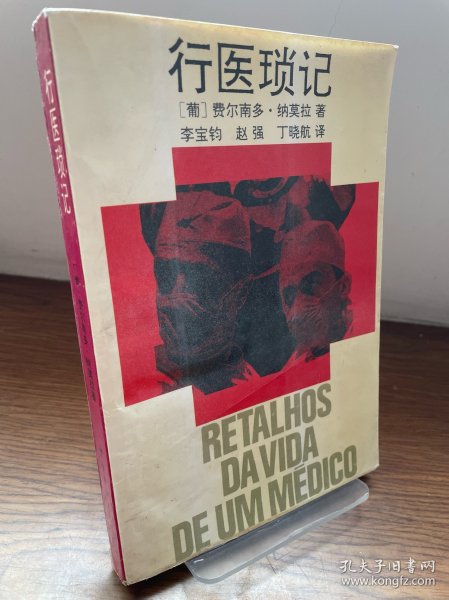 行医琐记
[葡] 费尔南多·纳莫拉 著
李宝钧 赵强 丁晓航 译
RETALHOS
DA VIDA
DE UM MÉDICO
行医琐记
孔夫子旧书网
www.kongfz.com